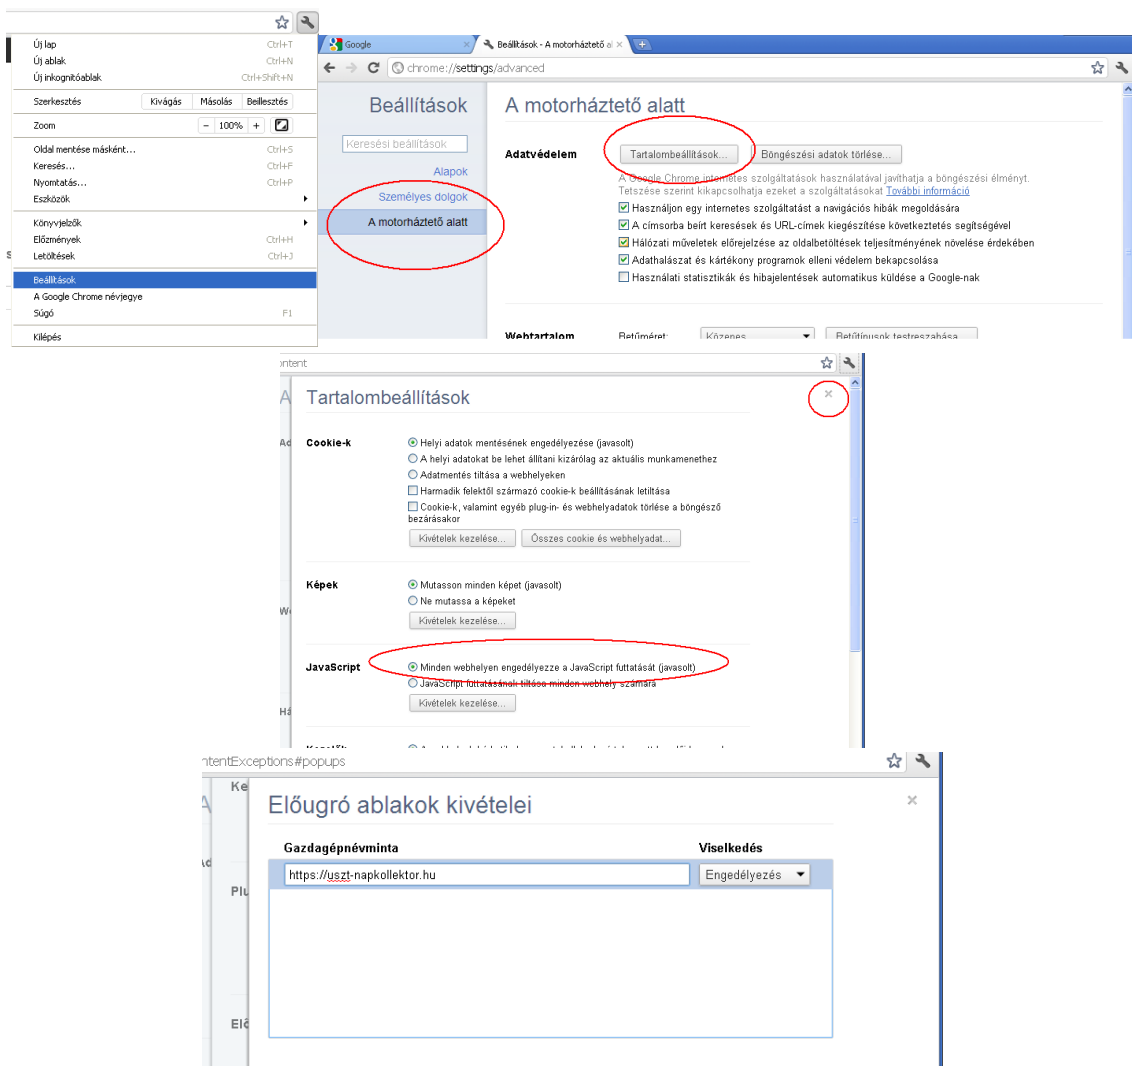 Új lap Ctrl+T
Új ablak Ctrl+N
Új inkognitóablak Ctrl+Shift+N
Szerkesztés Kivágás Másolás Beillesztés
Zoom - 100% +
Oldal mentése másként... Ctrl+S
Keresés... Ctrl+F
Nyomtatás... Ctrl+P
Eszközök
Könyvjelzők
Előzmények Ctrl+H
Letöltések Ctrl+J
Beállítások
A Google Chrome névjegye
Súgó F1
Kilépés
Google
Beállítások - A motorháztető al
chrome://settings/advanced
Beállítások
Keresési beállítások
Alapok
Személyes dolgok
A motorháztető alatt
A motorháztető alatt
Adatvédelem Tartalombeállítások... Böngészési adatok törlése...
A Google Chrome internetes szolgáltatások használatával javíthatja a böngészési élményt.
Tetszése szerint kikapcsolhatja ezeket a szolgáltatásokat További információ
Használjon egy internetes szolgáltatást a navigációs hibák megoldására
A címsorba beírt keresések és URL-címek kiegészítése következtetés segítségével
Hálózati műveletek előrejelzése az oldalbetöltések teljesítményének növelése érdekében
Adathalászat és kártékony programok elleni védelem bekapcsolása
Használati statisztikák és hibajelentések automatikus küldése a Google-nak
Webtartalom Betűméret: Közepes Betűtípusok testreszabása...
ontent
Tartalombeállítások
Cookie-k Helyi adatok mentésének engedélyezése (javasolt)
A helyi adatokat be lehet állítani kizárólag az aktuális munkamenethez
Adatmentés tiltása a webhelyeken
Harmadik felektől származó cookie-k beállításának letiltása
Cookie-k, valamint egyéb plug-in- és webhelyadatok törlése a böngésző
bezárásakor
Kivételek kezelése... Összes cookie és webhelyadat...
Képek Mutasson minden képet (javasolt)
Ne mutassa a képeket
Kivételek kezelése...
JavaScript Minden webhelyen engedélyezze a JavaScript futtatását (javasolt)
JavaScript futtatásának tiltása minden webhely számára
Kivételek kezelése...
ntentExceptions#popups
Ke
Előugró ablakok kivételei
Gazdagépnévminta Viselkedés
https://uszt-napkollektor.hu Engedélyezés
Plu
Elő